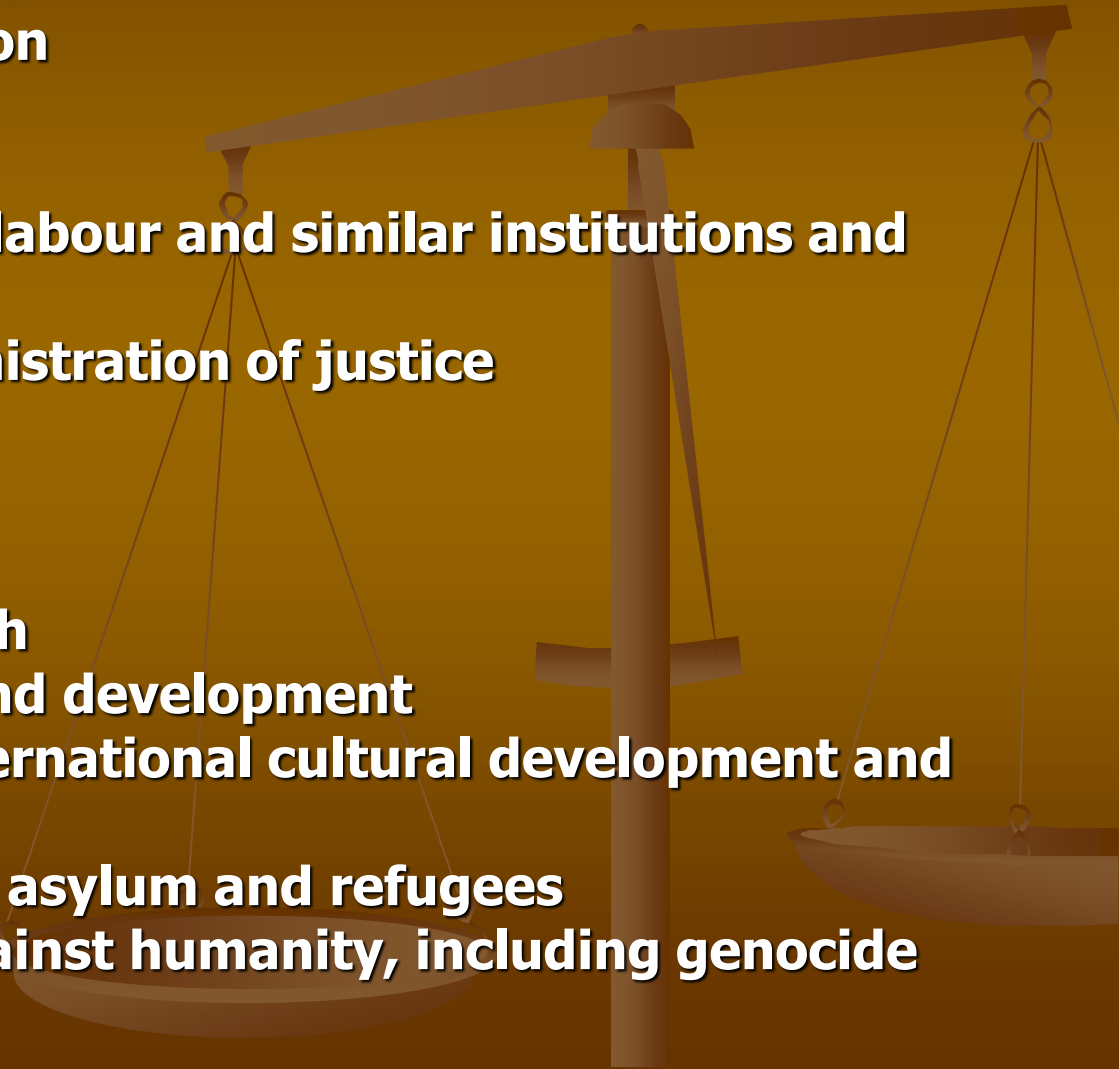 on
labour and similar institutions and
istration of justice
h
nd development
ernational cultural development and
asylum and refugees
ainst humanity, including genocide